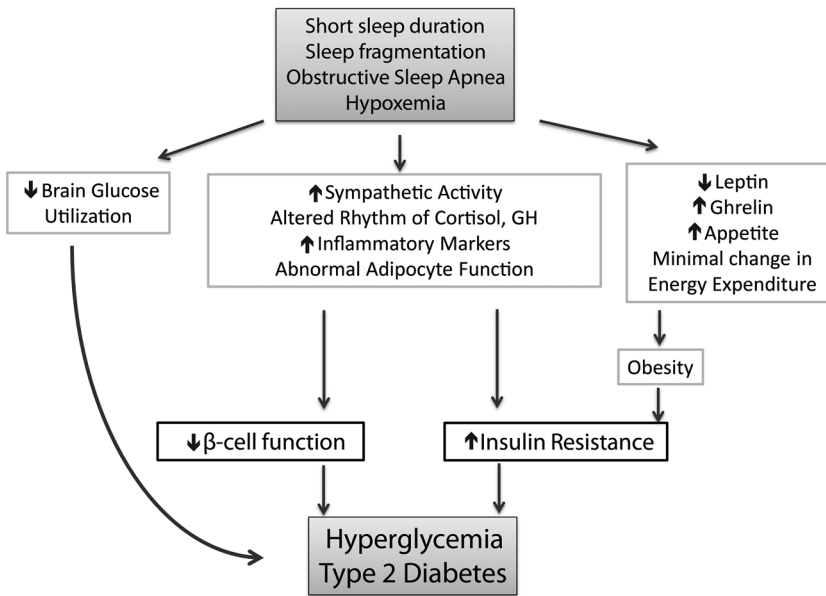 Short sleep duration
Sleep fragmentation
Obstructive Sleep Apnea
Hypoxemia
↓Brain Glucose
Utilization
↑Sympathetic Activity
Altered Rhythm of Cortisol, GH
↑Inflammatory Markers
Abnormal Adipocyte Function
↓Leptin
↑Ghrelin
↑Appetite
Minimal change in
Energy Expenditure
Obesity
↓β-cell function
↑Insulin Resistance
Hyperglycemia
Type 2 Diabetes